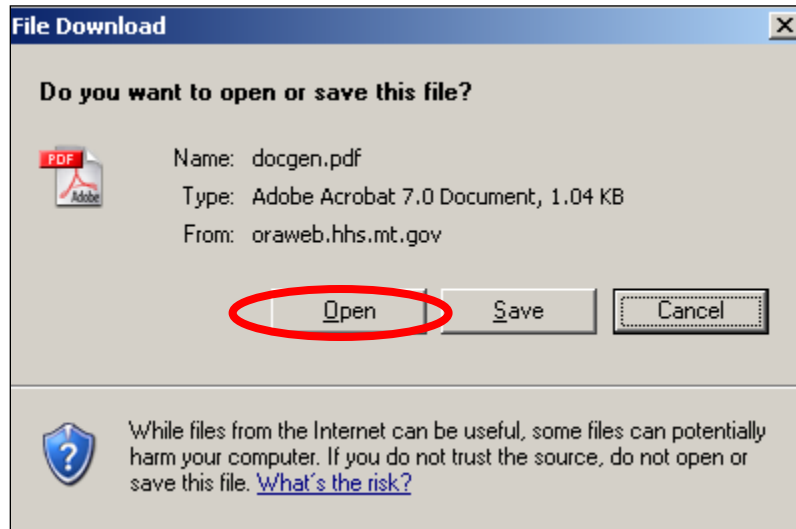 File Download
Do you want to open or save this file?
PDF
Adobe
Name: docgen.pdf
Type: Adobe Acrobat 7.0 Document, 1.04 KB
From: oraweb.hhs.mt.gov
Open Save Cancel
While files from the Internet can be useful, some files can potentially
harm your computer. If you do not trust the source, do not open or
save this file. What's the risk?